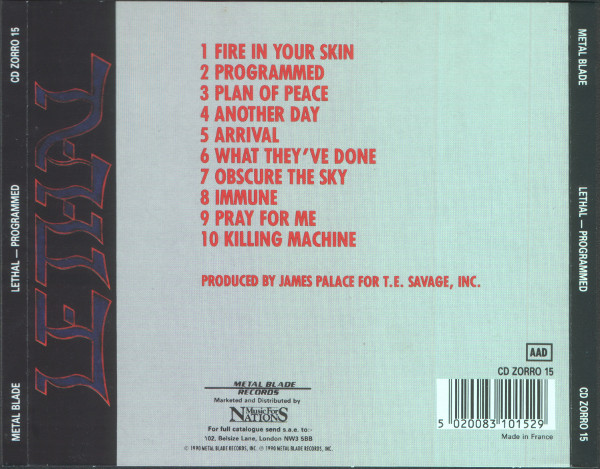 CD ZORRO 15
LETHAL — PROGRAMMED
METAL BLADE
LETHAL
1 FIRE IN YOUR SKIN
2 PROGRAMMED
3 PLAN OF PEACE
4 ANOTHER DAY
5 ARRIVAL
6 WHAT THEY'VE DONE
7 OBSCURE THE SKY
8 IMMUNE
9 PRAY FOR ME
10 KILLING MACHINE
PRODUCED BY JAMES PALACE FOR T.E. SAVAGE, INC.
METAL BLADE
RECORDS
Marketed and Distributed by
Music For
NATIONS
For full catalogue send s.a.e. to:-
102, Belsize Lane, London NW3 5BB
© 1990 METAL BLADE RECORDS, INC. ℗ 1990 METAL BLADE RECORDS, INC.
AAD
CD ZORRO 15
5 020083 101529
Made in France
METAL BLADE
LETHAL — PROGRAMMED
CD ZORRO 15